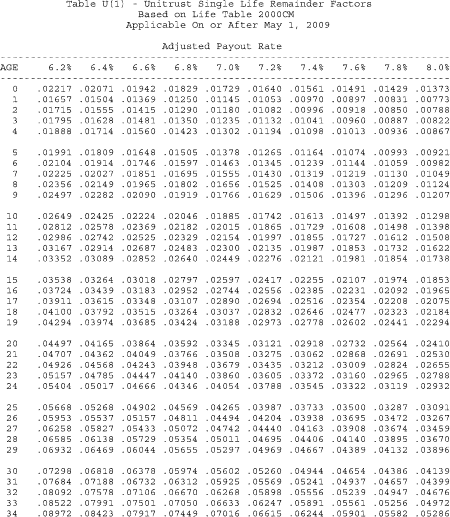 Table U(1) - Unitrust Single Life Remainder Factors
Based on Life Table 2000CM
Applicable On or After May 1, 2009
Adjusted Payout Rate
AGE 6.2% 6.4% 6.6% 6.8% 7.0% 7.2% 7.4% 7.6% 7.8% 8.0%
0 .02217 .02071 .01942 .01829 .01729 .01640 .01561 .01491 .01429 .01373
1 .01657 .01504 .01369 .01250 .01145 .01053 .00970 .00897 .00831 .00773
2 .01715 .01555 .01415 .01290 .01180 .01082 .00996 .00918 .00850 .00788
3 .01795 .01628 .01481 .01350 .01235 .01132 .01041 .00960 .00887 .00822
4 .01888 .01714 .01560 .01423 .01302 .01194 .01098 .01013 .00936 .00867
5 .01991 .01809 .01648 .01505 .01378 .01265 .01164 .01074 .00993 .00921
6 .02104 .01914 .01746 .01597 .01463 .01345 .01239 .01144 .01059 .00982
7 .02225 .02027 .01851 .01695 .01555 .01430 .01319 .01219 .01130 .01049
8 .02356 .02149 .01965 .01802 .01656 .01525 .01408 .01303 .01209 .01124
9 .02497 .02282 .02090 .01919 .01766 .01629 .01506 .01396 .01296 .01207
10 .02649 .02425 .02224 .02046 .01885 .01742 .01613 .01497 .01392 .01298
11 .02812 .02578 .02369 .02182 .02015 .01865 .01729 .01608 .01498 .01398
12 .02986 .02742 .02525 .02329 .02154 .01997 .01855 .01727 .01612 .01508
13 .03167 .02914 .02687 .02483 .02300 .02135 .01987 .01853 .01732 .01622
14 .03352 .03089 .02852 .02640 .02449 .02276 .02121 .01981 .01854 .01738
15 .03538 .03264 .03018 .02797 .02597 .02417 .02255 .02107 .01974 .01853
16 .03724 .03439 .03183 .02952 .02744 .02556 .02385 .02231 .02092 .01965
17 .03911 .03615 .03348 .03107 .02890 .02694 .02516 .02354 .02208 .02075
18 .04100 .03792 .03515 .03264 .03037 .02832 .02646 .02477 .02323 .02184
19 .04294 .03974 .03685 .03424 .03188 .02973 .02778 .02602 .02441 .02294
20 .04497 .04165 .03864 .03592 .03345 .03121 .02918 .02732 .02564 .02410
21 .04707 .04362 .04049 .03766 .03508 .03275 .03062 .02868 .02691 .02530
22 .04926 .04568 .04243 .03948 .03679 .03435 .03212 .03009 .02824 .02655
23 .05157 .04785 .04447 .04140 .03860 .03605 .03372 .03160 .02965 .02788
24 .05404 .05017 .04666 .04346 .04054 .03788 .03545 .03322 .03119 .02932
25 .05668 .05268 .04902 .04569 .04265 .03987 .03733 .03500 .03287 .03091
26 .05953 .05537 .05157 .04811 .04494 .04204 .03938 .03695 .03472 .03267
27 .06258 .05827 .05433 .05072 .04742 .04440 .04163 .03908 .03674 .03459
28 .06585 .06138 .05729 .05354 .05011 .04695 .04406 .04140 .03895 .03670
29 .06932 .06469 .06044 .05655 .05297 .04969 .04667 .04389 .04132 .03896
30 .07298 .06818 .06378 .05974 .05602 .05260 .04944 .04654 .04386 .04139
31 .07684 .07188 .06732 .06312 .05925 .05569 .05241 .04937 .04657 .04399
32 .08092 .07578 .07106 .06670 .06268 .05898 .05556 .05239 .04947 .04676
33 .08522 .07991 .07501 .07050 .06633 .06247 .05891 .05561 .05256 .04972
34 .08972 .08423 .07917 .07449 .07016 .06615 .06244 .05901 .05582 .05286